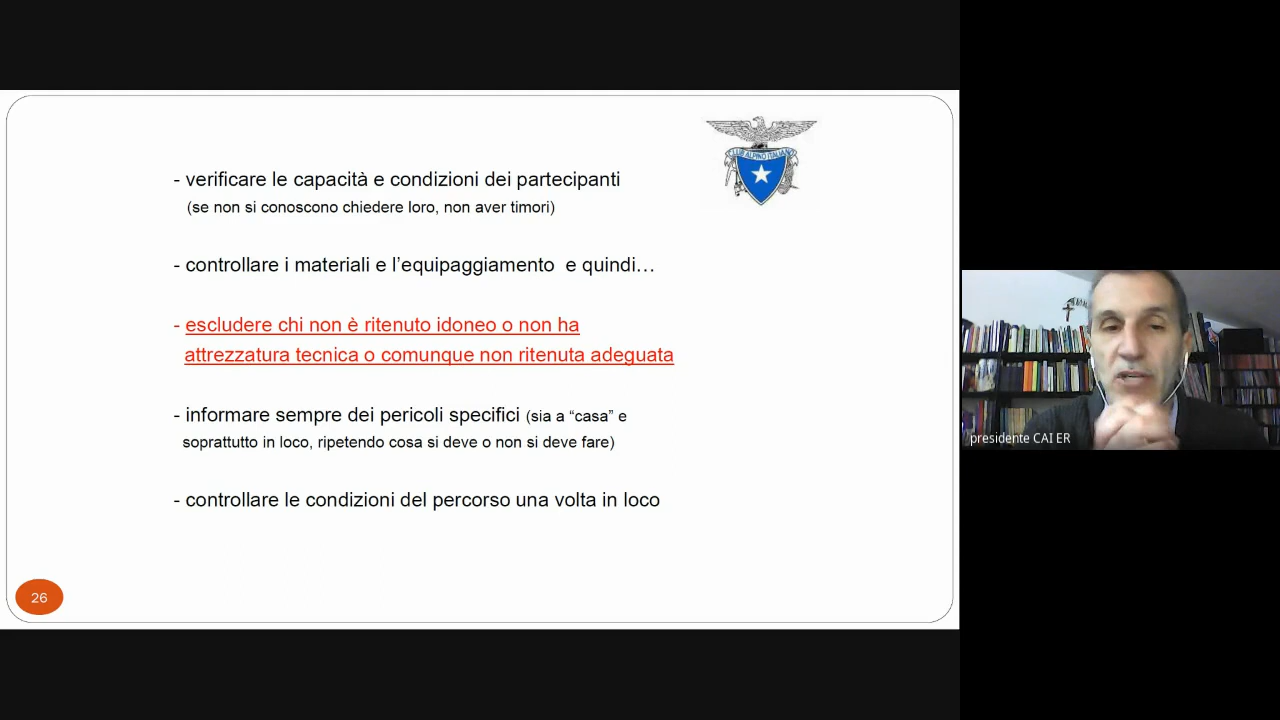 CLUB ALPINO ITALIANO
- verificare le capacità e condizioni dei partecipanti
(se non si conoscono chiedere loro, non aver timori)
- controllare i materiali e l’equipaggiamento  e quindi…
- escludere chi non è ritenuto idoneo o non ha
attrezzatura tecnica o comunque non ritenuta adeguata
- informare sempre dei pericoli specifici (sia a “casa” e
soprattutto in loco, ripetendo cosa si deve o non si deve fare)
- controllare le condizioni del percorso una volta in loco
26
presidente CAI ER